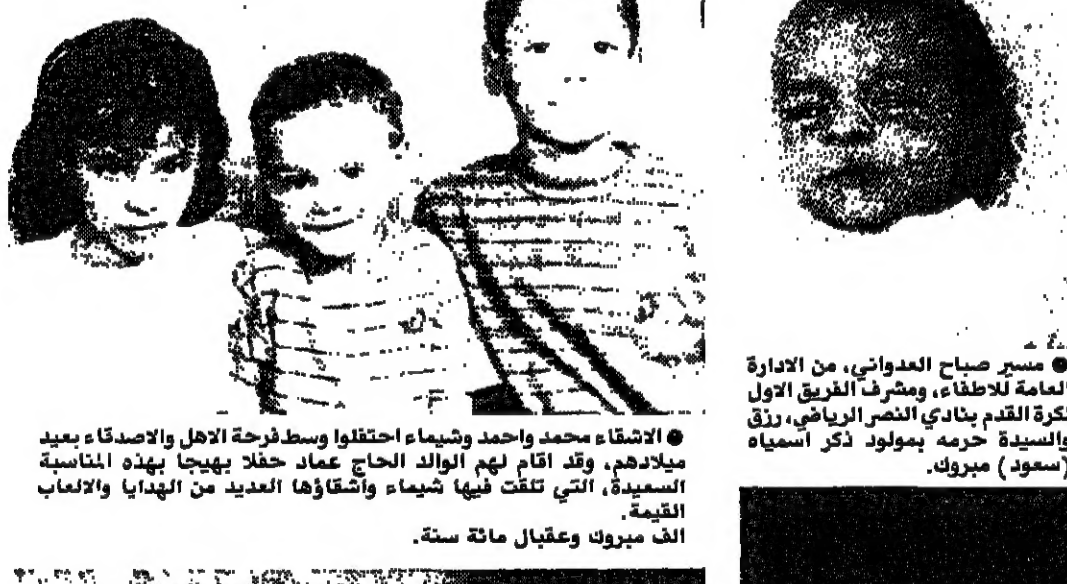 ● مسير صباح العدواني، من الادارة
العامة للاطفاء، ومشرف الفريق الاول
لكرة القدم بنادي النصر الرياضي، رزق
والسيدة حرمه بمولود ذكر اسمياه
(سعود) مبروك.
● الاشقاء محمد واحمد وشيماء احتفلوا وسط فرحة الاهل والاصدقاء بعيد
ميلادهم، وقد اقام لهم الوالد الحاج عماد حفلا بهيجا بهذه المناسبة
السعيدة، التي تلقت فيها شيماء وأشقاؤها العديد من الهدايا والالعاب
القيمة.
الف مبروك وعقبال مائة سنة.